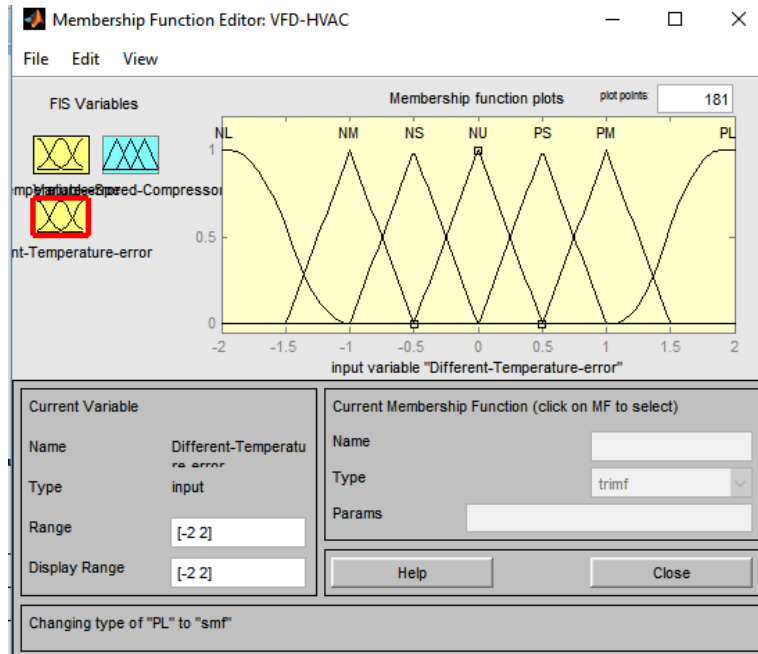 Membership Function Editor: VFD-HVAC
File Edit View
FIS Variables
Membership function plots
plot points:
181
NL NM NS NU PS PM PL
1
0.5
0
-2 -1.5 -1 -0.5 0 0.5 1 1.5 2
input variable "Different-Temperature-error"
ed-Compressor
nt-Temperature-error
Current Variable
Name
Different-Temperatu
re-error
Type
input
Range
[-2 2]
Display Range
[-2 2]
Current Membership Function (click on MF to select)
Name
Type
trimf
Params
Help
Close
Changing type of "PL" to "smf"